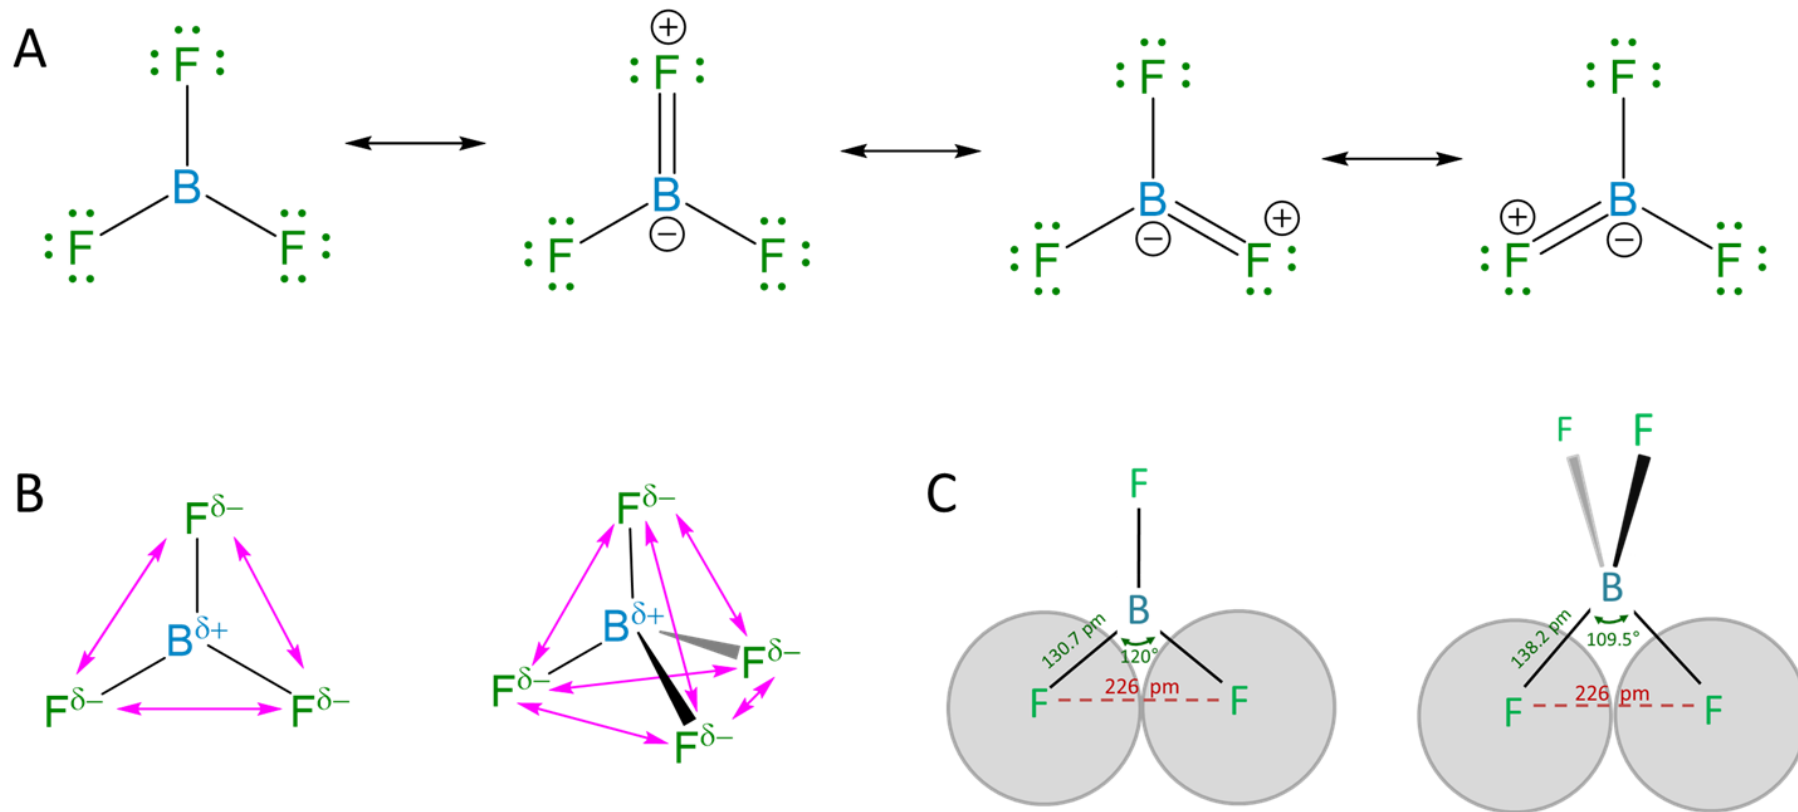 A
F
B
F F
⊕
F
B
⊖
F F
F
B
⊖ ⊕
F F
F
⊕ B
⊖
F F
B
Fδ−
Bδ+
Fδ− Fδ−
Fδ−
Bδ+
Fδ−
Fδ−
Fδ−
C
F
B
130.7 pm
120°
226 pm
F F
F F
B
138.2 pm
109.5°
226 pm
F F